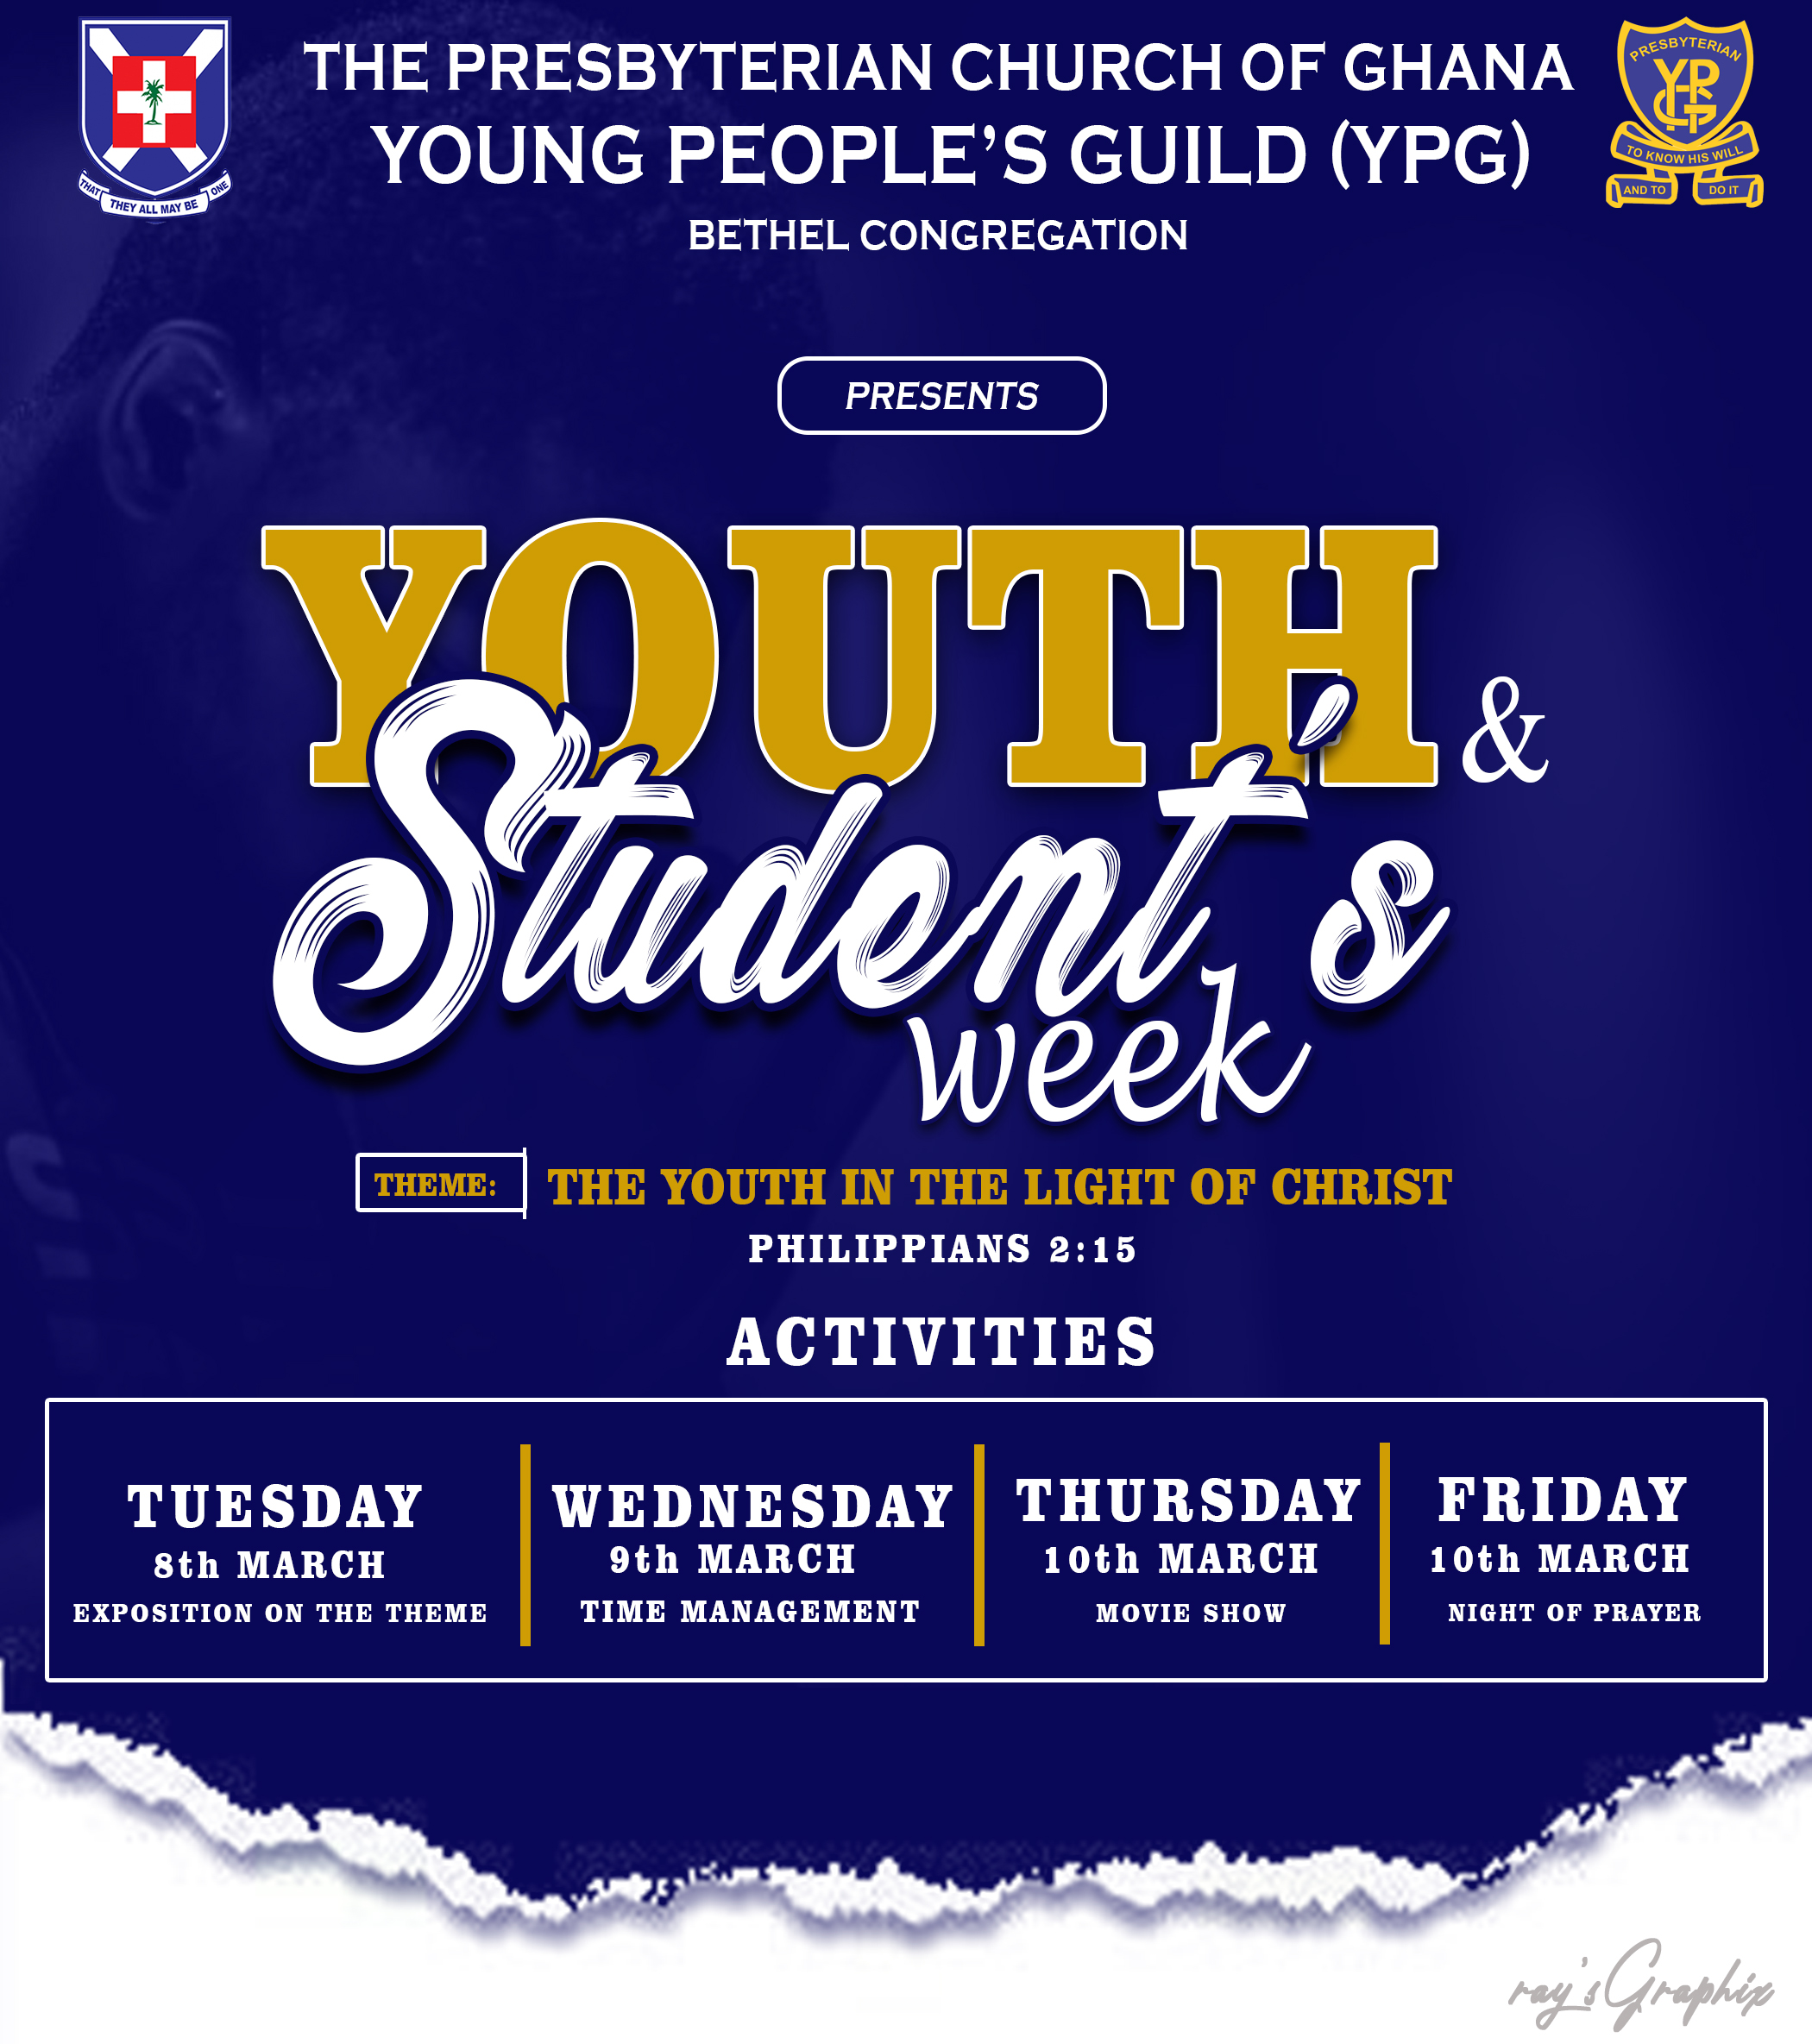 THE PRESBYTERIAN CHURCH OF GHANA
YOUNG PEOPLE'S GUILD (YPG)
BETHEL CONGREGATION
THAT THEY ALL MAY BE ONE
PRESBYTERIAN
YPG
TO KNOW HIS WILL
AND TO DO IT
PRESENTS
YOUTH &
Student's
week
THEME: THE YOUTH IN THE LIGHT OF CHRIST
PHILIPPIANS 2:15
ACTIVITIES
TUESDAY
8th MARCH
EXPOSITION ON THE THEME
WEDNESDAY
9th MARCH
TIME MANAGEMENT
THURSDAY
10th MARCH
MOVIE SHOW
FRIDAY
10th MARCH
NIGHT OF PRAYER
ray's Graphix